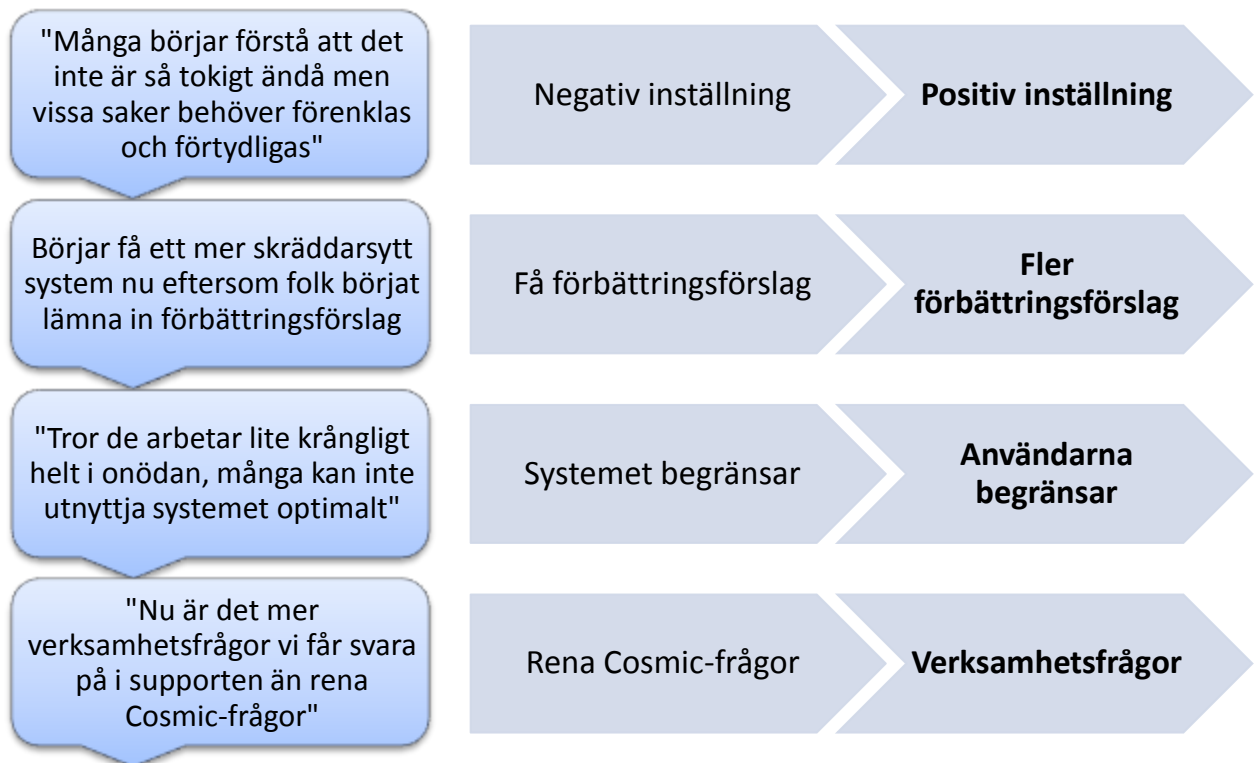 "Många börjar förstå att det
inte är så tokigt ändå men
vissa saker behöver förenklas
och förtydligas"
Negativ inställning
Positiv inställning
Börjar få ett mer skräddarsytt
system nu eftersom folk börjat
lämna in förbättringsförslag
Få förbättringsförslag
Fler
förbättringsförslag
"Tror de arbetar lite krångligt
helt i onödan, många kan inte
utnyttja systemet optimalt"
Systemet begränsar
Användarna
begränsar
"Nu är det mer
verksamhetsfrågor vi får svara
på i supporten än rena
Cosmic-frågor"
Rena Cosmic-frågor
Verksamhetsfrågor